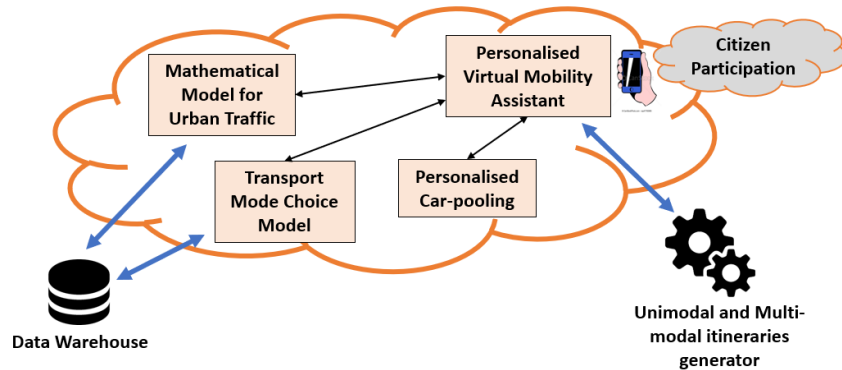 Mathematical
Model for
Urban Traffic
Personalised
Virtual Mobility
Assistant
Citizen
Participation
Transport
Mode Choice
Model
Personalised
Car-pooling
Data Warehouse
Unimodal and Multi-
modal itineraries
generator